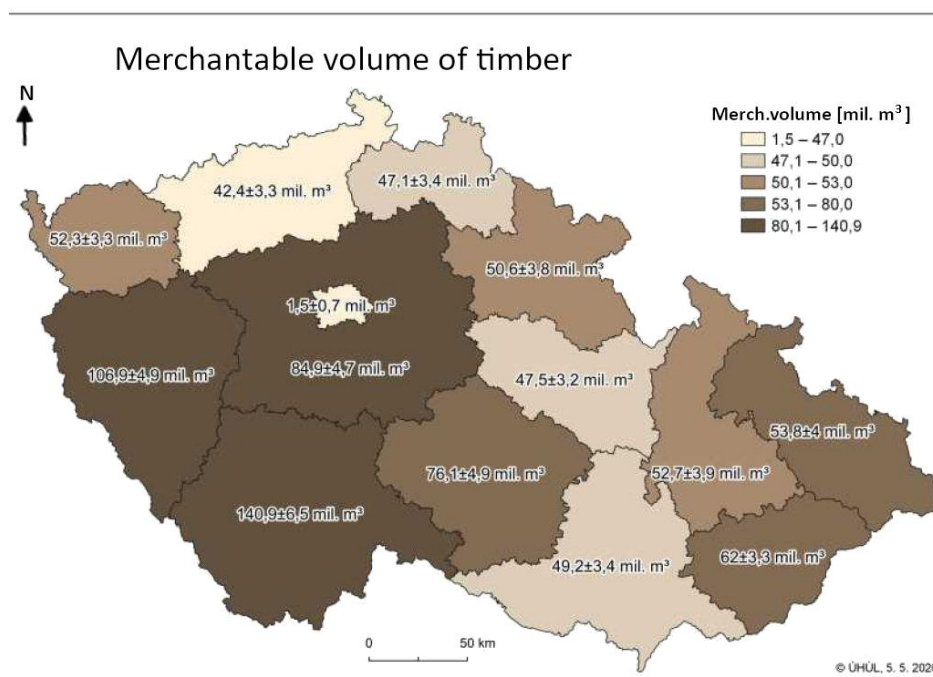 Merchantable volume of timber
N
Merch.volume [mil. m³]
1,5 – 47,0
47,1 – 50,0
50,1 – 53,0
53,1 – 80,0
80,1 – 140,9
42,4±3,3 mil. m³
47,1±3,4 mil. m³
52,3±3,3 mil. m³
50,6±3,8 mil. m³
1,5±0,7 mil. m³
106,9±4,9 mil. m³
84,9±4,7 mil. m³
47,5±3,2 mil. m³
53,8±4 mil. m³
76,1±4,9 mil. m³
52,7±3,9 mil. m³
140,9±6,5 mil. m³
49,2±3,4 mil. m³
62±3,3 mil. m³
0 50 km
© ÚHÚL, 5. 5. 2020